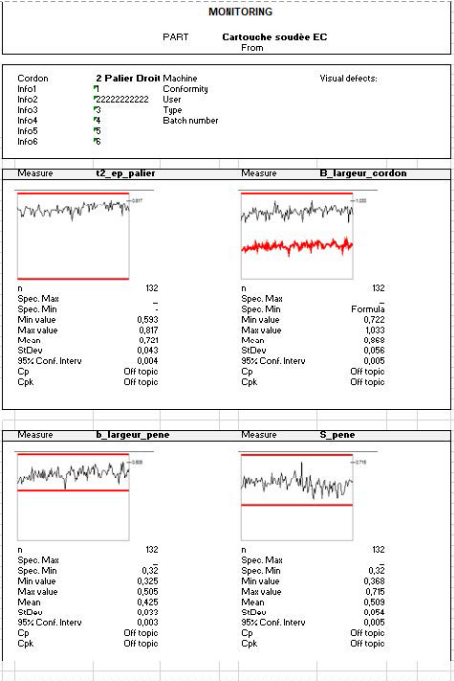 MONITORING
PART Cartouche soudée EC
From
Cordon 2 Palier Droit Machine Visual defects:
Info1 1 Conformity
Info2 22222222222 User
Info3 3 Type
Info4 4 Batch number
Info5 5
Info6 6
Measure t2_ep_palier Measure B_largeur_cordon
0,817 1,033
n 132 n 132
Spec. Max _ Spec. Max _
Spec. Min - Spec. Min Formula
Min value 0,593 Min value 0,722
Max value 0,817 Max value 1,033
Mean 0,721 Mean 0,868
StDev 0,043 StDev 0,056
95% Conf. Interv 0,004 95% Conf. Interv 0,005
Cp Off topic Cp Off topic
Cpk Off topic Cpk Off topic
Measure b_largeur_pene Measure S_pene
0,505 0,715
n 132 n 132
Spec. Max _ Spec. Max _
Spec. Min 0,32 Spec. Min 0,32
Min value 0,325 Min value 0,368
Max value 0,505 Max value 0,715
Mean 0,425 Mean 0,509
StDev 0,033 StDev 0,054
95% Conf. Interv 0,003 95% Conf. Interv 0,005
Cp Off topic Cp Off topic
Cpk Off topic Cpk Off topic